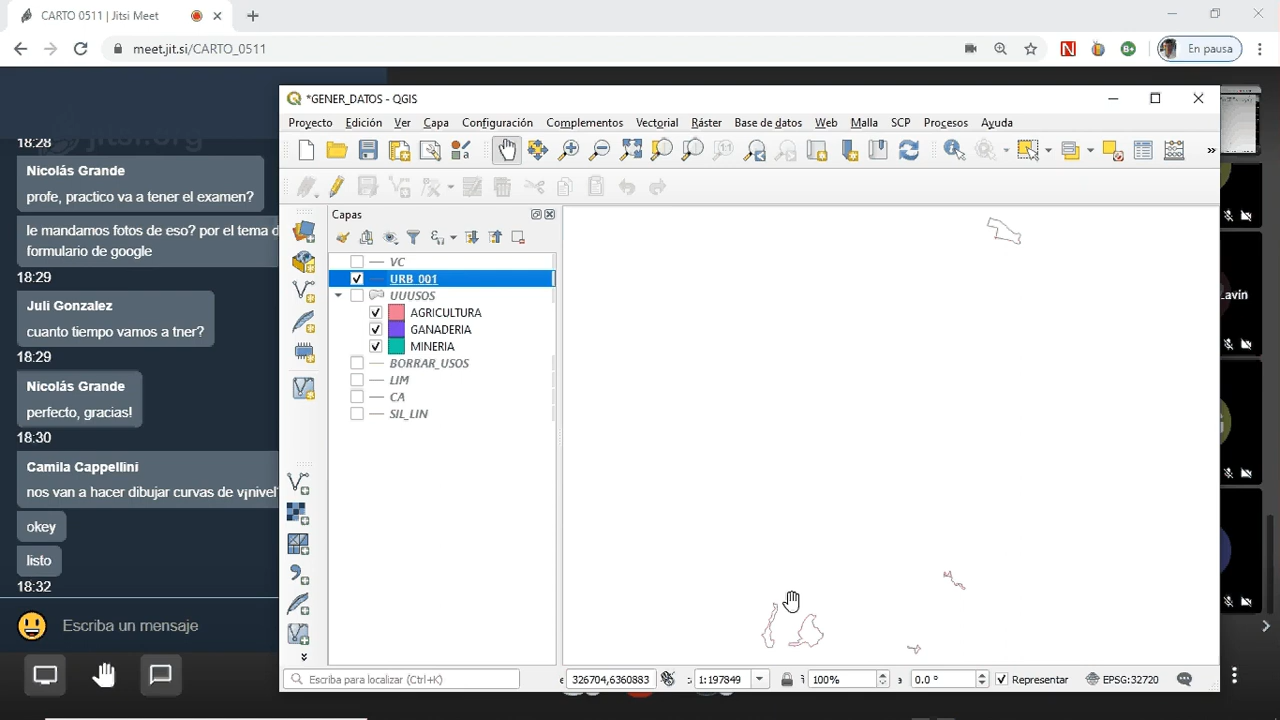 CARTO 0511 | Jitsi Meet
meet.jit.si/CARTO_0511
N
En pausa
jitsi.org
18:28
Nicolás Grande
profe, practico va a tener el examen?
le mandamos fotos de eso? por el tema d
formulario de google
18:29
Juli Gonzalez
cuanto tiempo vamos a tner?
18:29
Nicolás Grande
perfecto, gracias!
18:30
Camila Cappellini
nos van a hacer dibujar curvas de v¡nivel?
okey
listo
18:32
Escriba un mensaje
*GENER_DATOS - QGIS
Proyecto Edición Ver Capa Configuración Complementos Vectorial Ráster Base de datos Web Malla SCP Procesos Ayuda
Capas
VC
URB_001
UUUSOS
AGRICULTURA
GANADERIA
MINERIA
BORRAR_USOS
LIM
CA
SIL_LIN
Escriba para localizar (Ctrl+K)
326704,6360883
1:197849
100%
0.0 °
Representar
EPSG:32720
Lavín